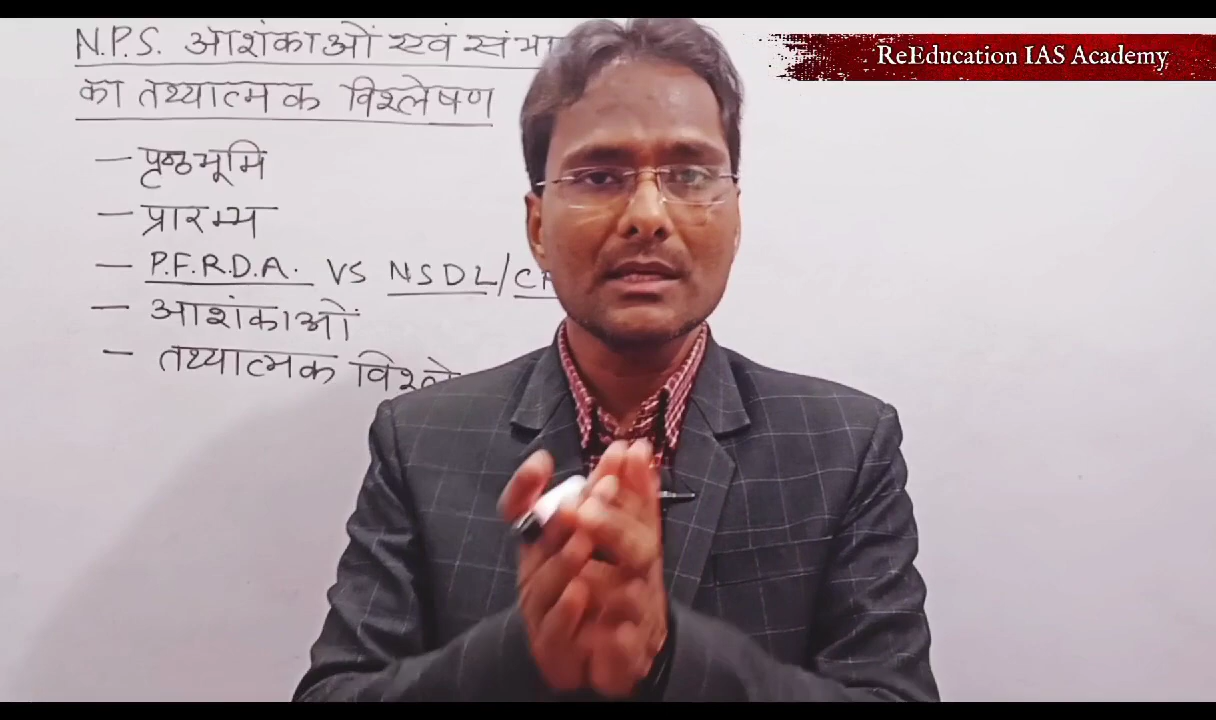 N.P.S. आशंकाओं एवं
का तथ्यात्मक विश्लेषण
ReEducation IAS Academy
— पृष्ठभूमि
— प्रारम्भ
— P.F.R.D.A. VS NSDL/
— आशंकाओं
— तथ्यात्मक